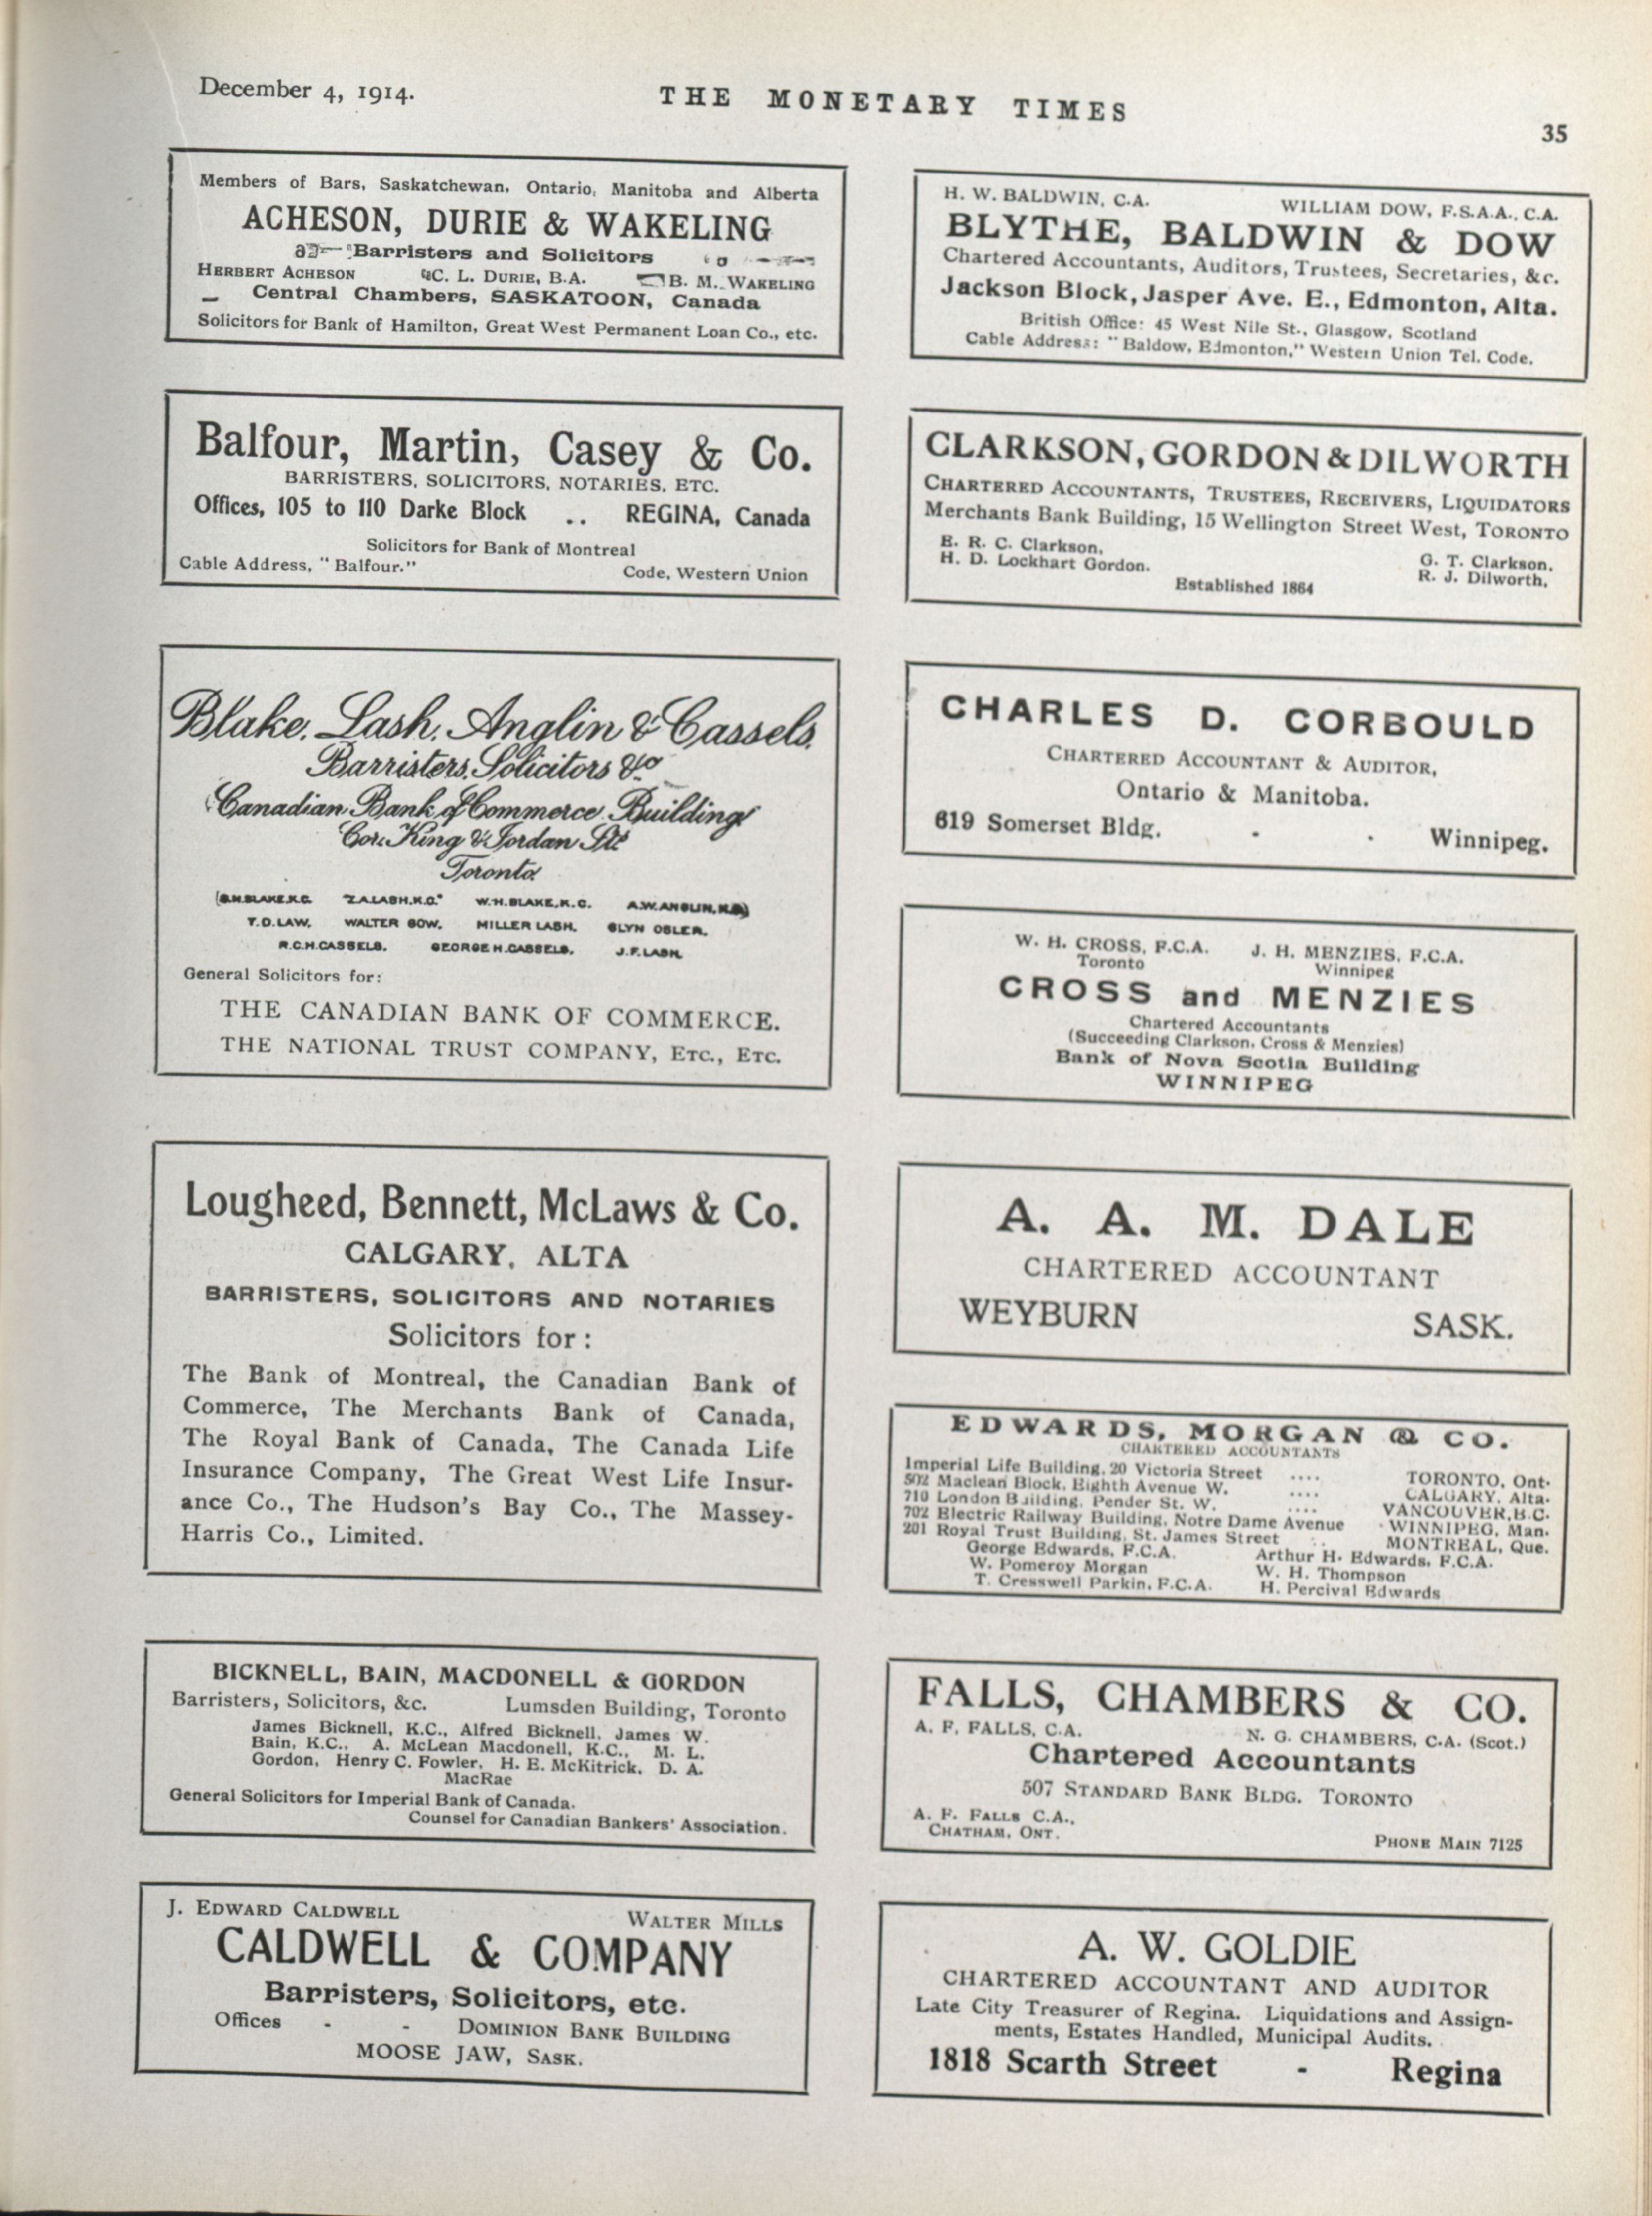 December 4, 1914.
THE MONETARY TIMES
35
Members of Bars, Saskatchewan, Ontario, Manitoba and Alberta
ACHESON, DURIE & WAKELING
Barristers and Solicitors
HERBERT ACHESON C. L. DURIE, B.A. B. M. WAKELING
Central Chambers, SASKATOON, Canada
Solicitors for Bank of Hamilton, Great West Permanent Loan Co., etc.
Balfour, Martin, Casey & Co.
BARRISTERS, SOLICITORS, NOTARIES, ETC.
Offices, 105 to 110 Darke Block .. REGINA, Canada
Solicitors for Bank of Montreal
Cable Address, "Balfour." Code, Western Union
Blake, Lash, Anglin & Cassels,
Barristers, Solicitors &c
Canadian Bank of Commerce Building
Cor. King & Jordan Sts
Toronto
S.H. BLAKE, K.C. Z.A. LASH, K.C. W.H. BLAKE, K.C. A.W. ANGLIN, K.C.
T.D. LAW. WALTER GOW. MILLER LASH. GLYN OSLER.
R.C.H. CASSELS. GEORGE H. CASSELS. J.F. LASH.
General Solicitors for:
THE CANADIAN BANK OF COMMERCE.
THE NATIONAL TRUST COMPANY, ETC., ETC.
Lougheed, Bennett, McLaws & Co.
CALGARY, ALTA
BARRISTERS, SOLICITORS AND NOTARIES
Solicitors for:
The Bank of Montreal, the Canadian Bank of
Commerce, The Merchants Bank of Canada,
The Royal Bank of Canada, The Canada Life
Insurance Company, The Great West Life Insur-
ance Co., The Hudson's Bay Co., The Massey-
Harris Co., Limited.
BICKNELL, BAIN, MACDONELL & GORDON
Barristers, Solicitors, &c. Lumsden Building, Toronto
James Bicknell, K.C., Alfred Bicknell, James W.
Bain, K.C., A. McLean Macdonell, K.C., M. L.
Gordon, Henry C. Fowler, H. E. McKitrick, D. A.
MacRae
General Solicitors for Imperial Bank of Canada.
Counsel for Canadian Bankers' Association.
J. EDWARD CALDWELL WALTER MILLS
CALDWELL & COMPANY
Barristers, Solicitors, etc.
Offices - - DOMINION BANK BUILDING
MOOSE JAW, SASK.
H. W. BALDWIN, C.A. WILLIAM DOW, F.S.A.A., C.A.
BLYTHE, BALDWIN & DOW
Chartered Accountants, Auditors, Trustees, Secretaries, &c.
Jackson Block, Jasper Ave. E., Edmonton, Alta.
British Office: 45 West Nile St., Glasgow, Scotland
Cable Address: "Baldow, Edmonton," Western Union Tel. Code.
CLARKSON, GORDON & DILWORTH
CHARTERED ACCOUNTANTS, TRUSTEES, RECEIVERS, LIQUIDATORS
Merchants Bank Building, 15 Wellington Street West, TORONTO
E. R. C. Clarkson, G. T. Clarkson.
H. D. Lockhart Gordon. R. J. Dilworth,
Established 1864
CHARLES D. CORBOULD
CHARTERED ACCOUNTANT & AUDITOR,
Ontario & Manitoba.
619 Somerset Bldg. - - Winnipeg.
W. H. CROSS, F.C.A. J. H. MENZIES, F.C.A.
Toronto Winnipeg
CROSS and MENZIES
Chartered Accountants
(Succeeding Clarkson, Cross & Menzies)
Bank of Nova Scotia Building
WINNIPEG
A. A. M. DALE
CHARTERED ACCOUNTANT
WEYBURN SASK.
EDWARDS, MORGAN & CO.
CHARTERED ACCOUNTANTS
Imperial Life Building, 20 Victoria Street .... TORONTO, Ont.
502 Maclean Block, Eighth Avenue W. .... CALGARY, Alta.
710 London Building, Pender St. W. .... VANCOUVER, B.C.
702 Electric Railway Building, Notre Dame Avenue WINNIPEG, Man.
201 Royal Trust Building, St. James Street .. MONTREAL, Que.
George Edwards, F.C.A. Arthur H. Edwards, F.C.A.
W. Pomeroy Morgan W. H. Thompson
T. Cresswell Parkin, F.C.A. H. Percival Edwards
FALLS, CHAMBERS & CO.
A. F. FALLS, C.A. N. G. CHAMBERS, C.A. (Scot.)
Chartered Accountants
507 STANDARD BANK BLDG. TORONTO
A. F. FALLS C.A.,
CHATHAM, ONT.
PHONE MAIN 7125
A. W. GOLDIE
CHARTERED ACCOUNTANT AND AUDITOR
Late City Treasurer of Regina. Liquidations and Assign-
ments, Estates Handled, Municipal Audits.
1818 Scarth Street - Regina